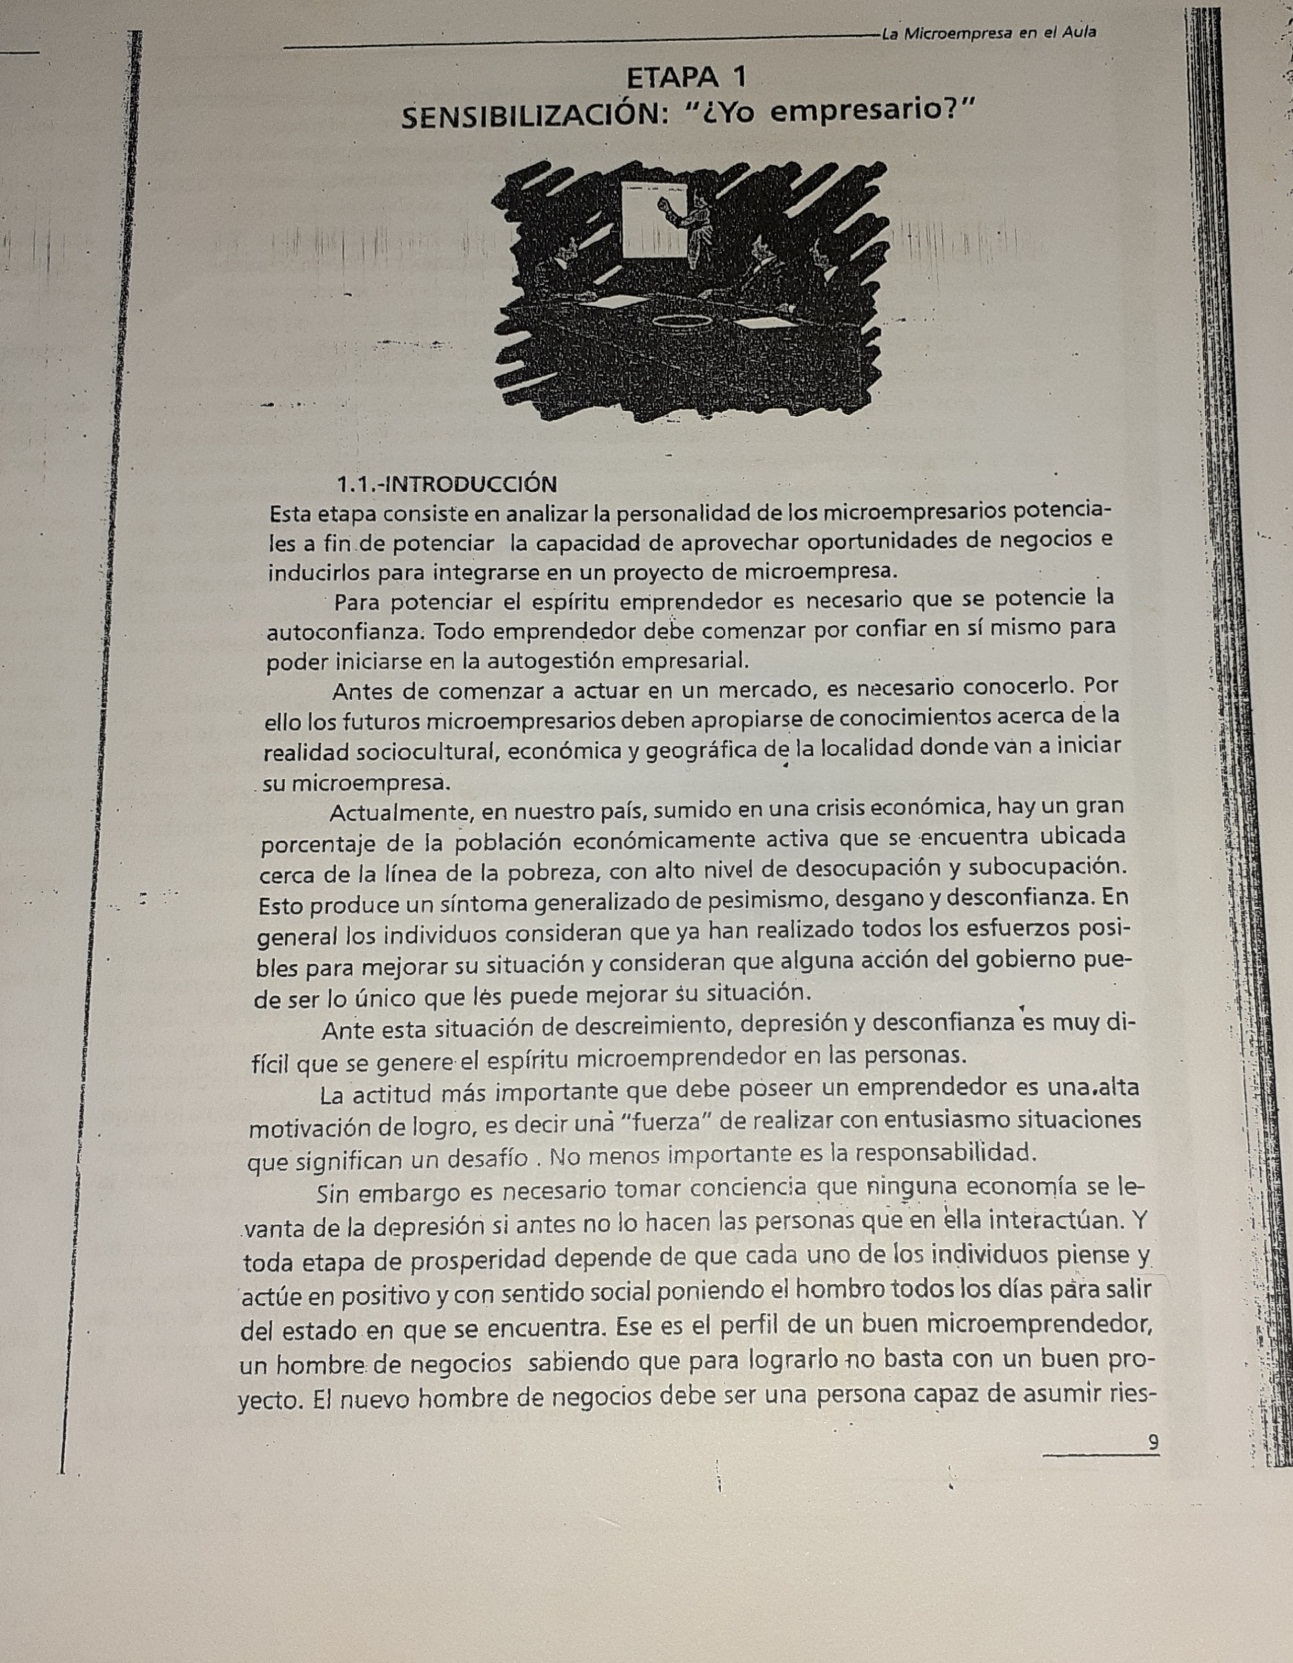 La Microempresa en el Aula
ETAPA 1
SENSIBILIZACIÓN: “¿Yo empresario?”
1.1.-INTRODUCCIÓN
Esta etapa consiste en analizar la personalidad de los microempresarios potencia-
les a fin de potenciar la capacidad de aprovechar oportunidades de negocios e
inducirlos para integrarse en un proyecto de microempresa.
Para potenciar el espíritu emprendedor es necesario que se potencie la
autoconfianza. Todo emprendedor debe comenzar por confiar en sí mismo para
poder iniciarse en la autogestión empresarial.
Antes de comenzar a actuar en un mercado, es necesario conocerlo. Por
ello los futuros microempresarios deben apropiarse de conocimientos acerca de la
realidad sociocultural, económica y geográfica de la localidad donde van a iniciar
su microempresa.
Actualmente, en nuestro país, sumido en una crisis económica, hay un gran
porcentaje de la población económicamente activa que se encuentra ubicada
cerca de la línea de la pobreza, con alto nivel de desocupación y subocupación.
Esto produce un síntoma generalizado de pesimismo, desgano y desconfianza. En
general los individuos consideran que ya han realizado todos los esfuerzos posi-
bles para mejorar su situación y consideran que alguna acción del gobierno pue-
de ser lo único que les puede mejorar su situación.
Ante esta situación de descreimiento, depresión y desconfianza es muy di-
fícil que se genere el espíritu microemprendedor en las personas.
La actitud más importante que debe poseer un emprendedor es una alta
motivación de logro, es decir una “fuerza” de realizar con entusiasmo situaciones
que significan un desafío . No menos importante es la responsabilidad.
Sin embargo es necesario tomar conciencia que ninguna economía se le-
vanta de la depresión si antes no lo hacen las personas que en ella interactúan. Y
toda etapa de prosperidad depende de que cada uno de los individuos piense y
actúe en positivo y con sentido social poniendo el hombro todos los días para salir
del estado en que se encuentra. Ese es el perfil de un buen microemprendedor,
un hombre de negocios sabiendo que para lograrlo no basta con un buen pro-
yecto. El nuevo hombre de negocios debe ser una persona capaz de asumir ries-
9